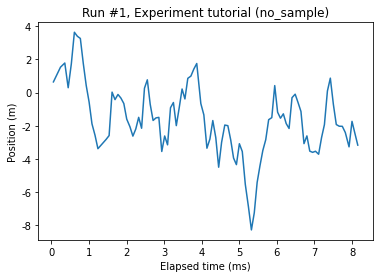 Run #1, Experiment tutorial (no_sample)
Position (m)
4
2
0
-2
-4
-6
-8
0 1 2 3 4 5 6 7 8
Elapsed time (ms)